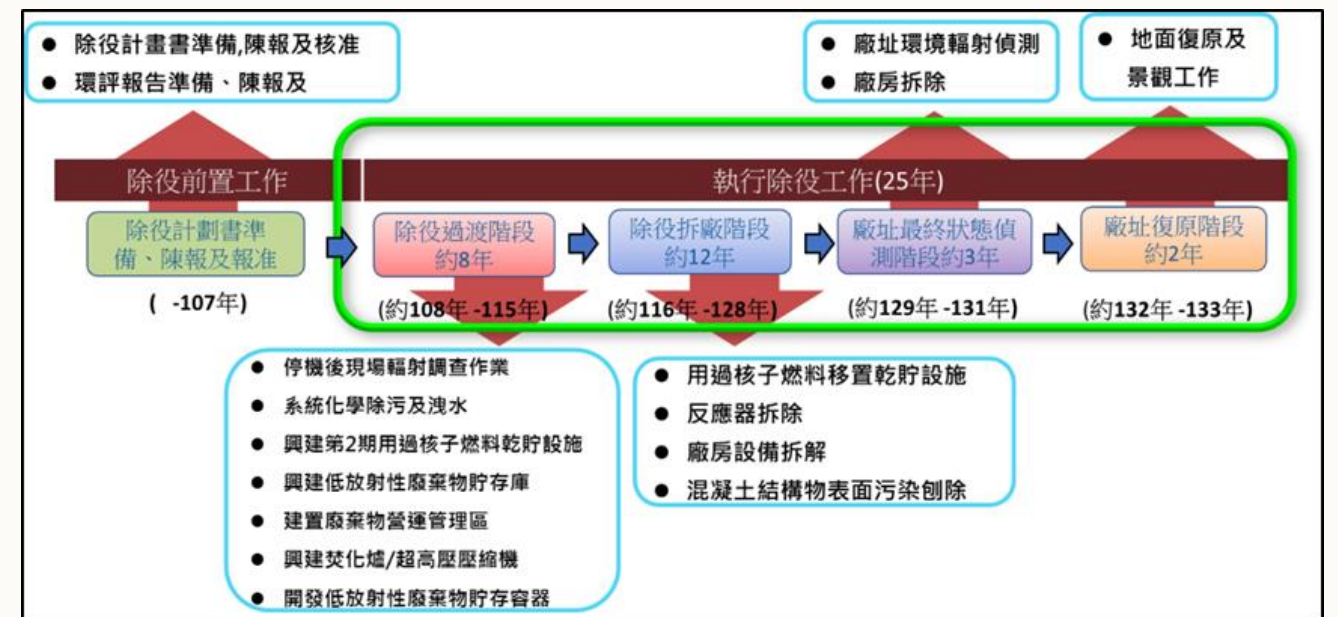 ● 除役計畫書準備,陳報及核准
● 環評報告準備、陳報及
● 廠址環境輻射偵測
● 廠房拆除
● 地面復原及
景觀工作
除役前置工作
執行除役工作(25年)
除役計劃書準
備、陳報及報准
除役過渡階段
約8年
除役拆廠階段
約12年
廠址最終狀態偵
測階段約3年
廠址復原階段
約2年
( -107年)
(約108年 -115年)
(約116年 -128年)
(約129年 -131年)
(約132年 -133年)
● 停機後現場輻射調查作業
● 系統化學除污及洩水
● 興建第2期用過核子燃料乾貯設施
● 興建低放射性廢棄物貯存庫
● 建置廢棄物營運管理區
● 興建焚化爐/超高壓壓縮機
● 開發低放射性廢棄物貯存容器
● 用過核子燃料移置乾貯設施
● 反應器拆除
● 廠房設備拆解
● 混凝土結構物表面污染刨除